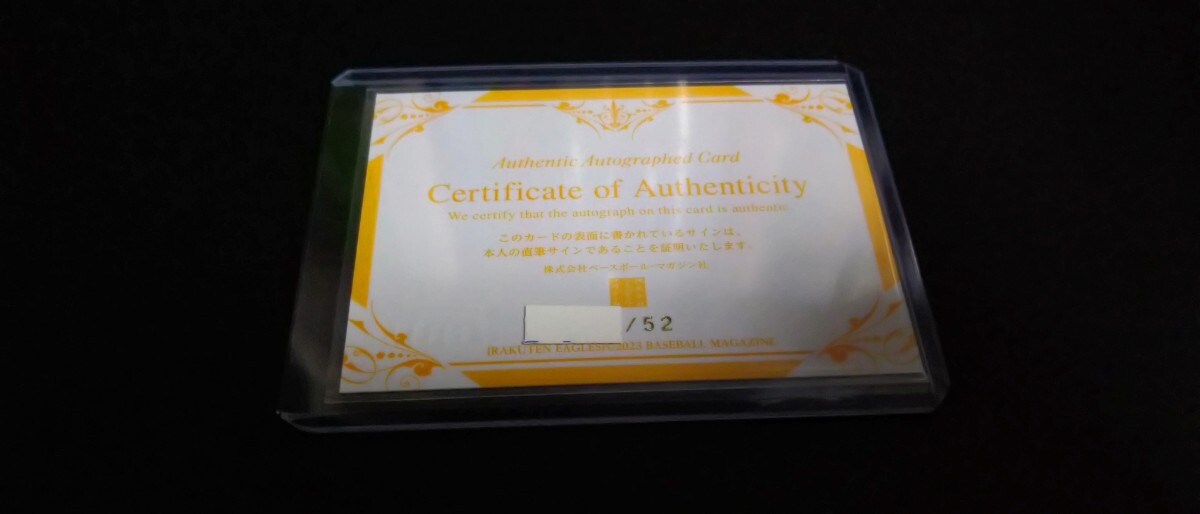 Authentic Autographed Card
Certificate of Authenticity
We certify that the autograph on this card is authentic.
このカードの表面に書かれているサインは、
本人の直筆サインであることを証明いたします。
株式会社ベースボール・マガジン社
/52
[RAKUTEN EAGLES]©2023 BASEBALL MAGAZINE